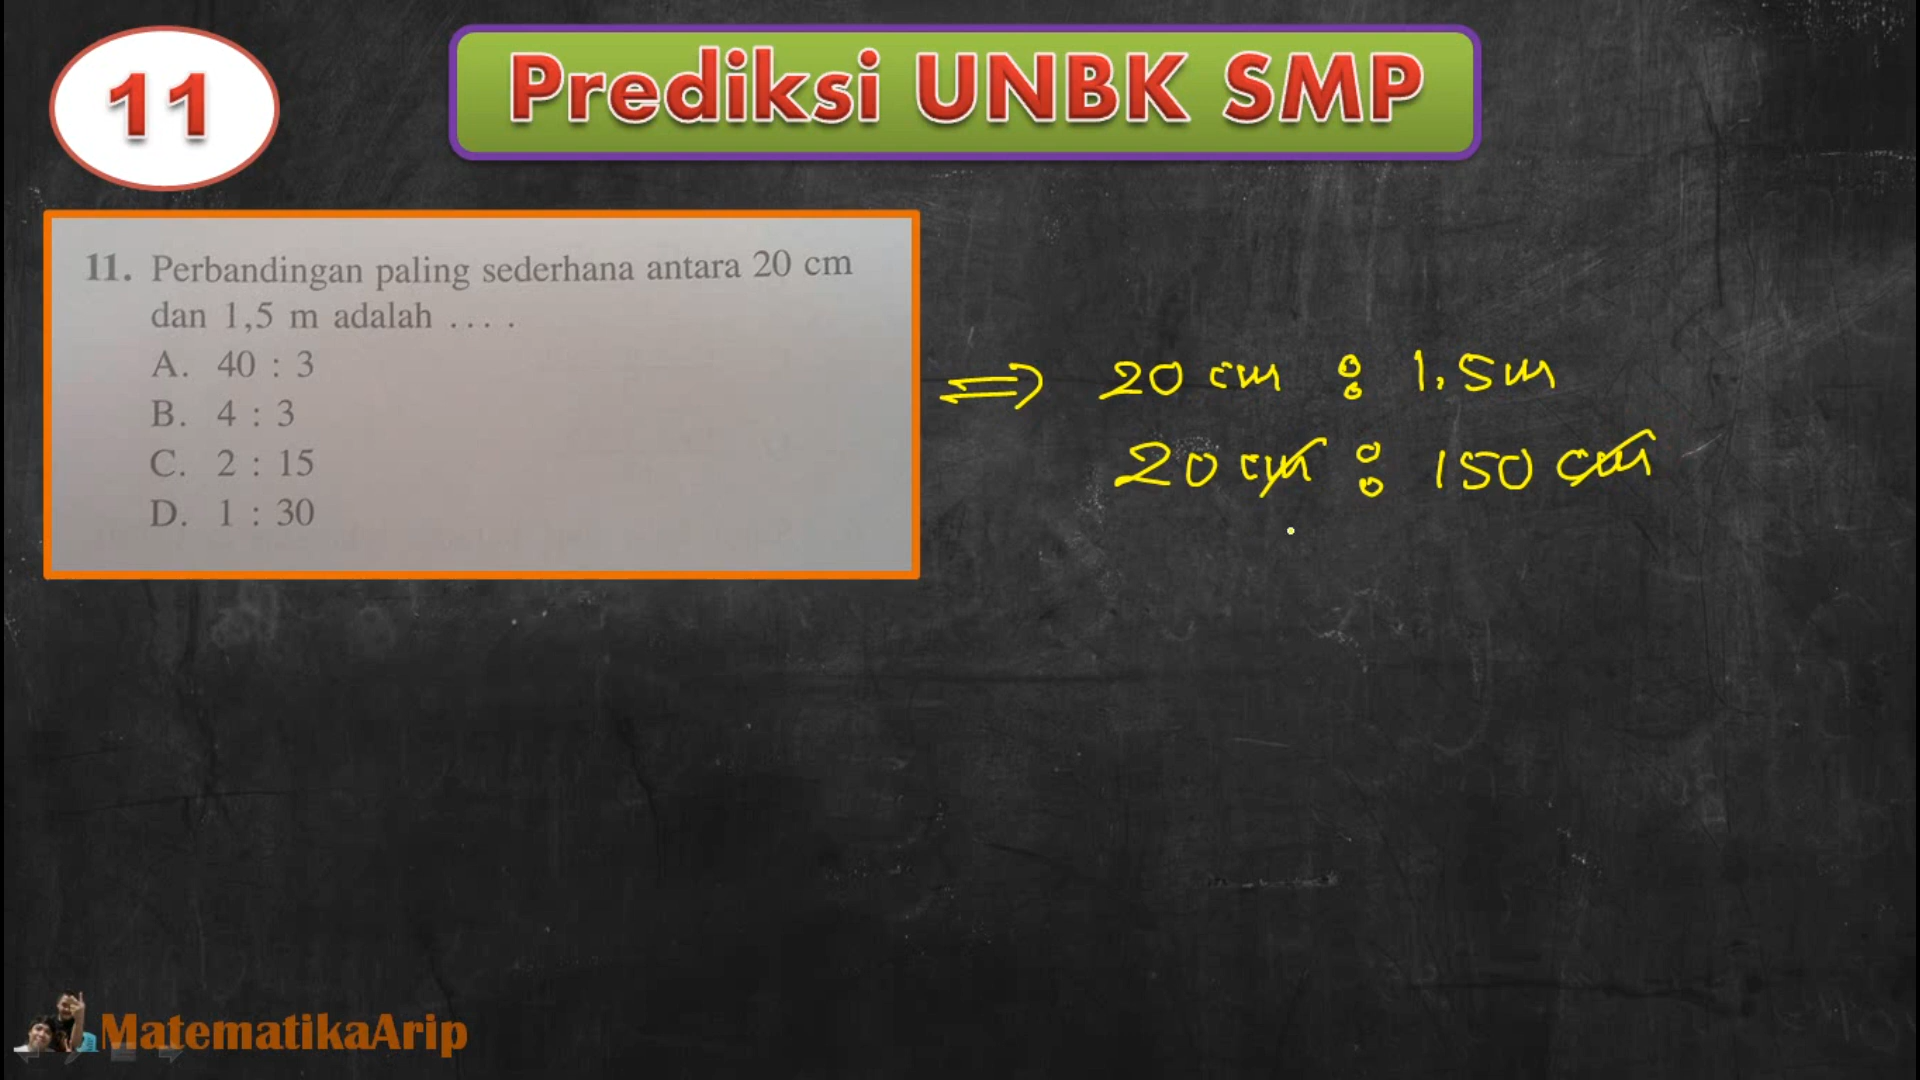 11
Prediksi UNBK SMP
11. Perbandingan paling sederhana antara 20 cm
dan 1,5 m adalah ....
A. 40 : 3
B. 4 : 3
C. 2 : 15
D. 1 : 30
⇒ 20 cm : 1.5 m
20 cm : 150 cm
MatematikaArip